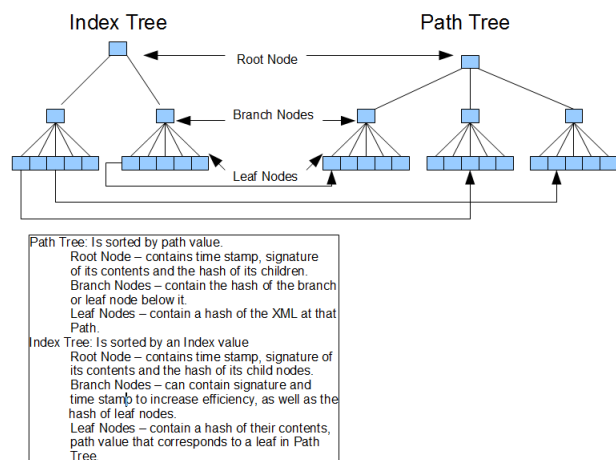 Index Tree
Path Tree
Root Node
Branch Nodes
Leaf Nodes
Path Tree: Is sorted by path value.
Root Node – contains time stamp, signature
of its contents and the hash of its children.
Branch Nodes – contain the hash of the branch
or leaf node below it.
Leaf Nodes – contain a hash of the XML at that
Path.
Index Tree: Is sorted by an Index value
Root Node – contains time stamp, signature of
its contents and the hash of its child nodes.
Branch Nodes – can contain signature and
time stamp to increase efficiency, as well as the
hash of leaf nodes.
Leaf Nodes – contain a hash of their contents,
path value that corresponds to a leaf in Path
Tree.